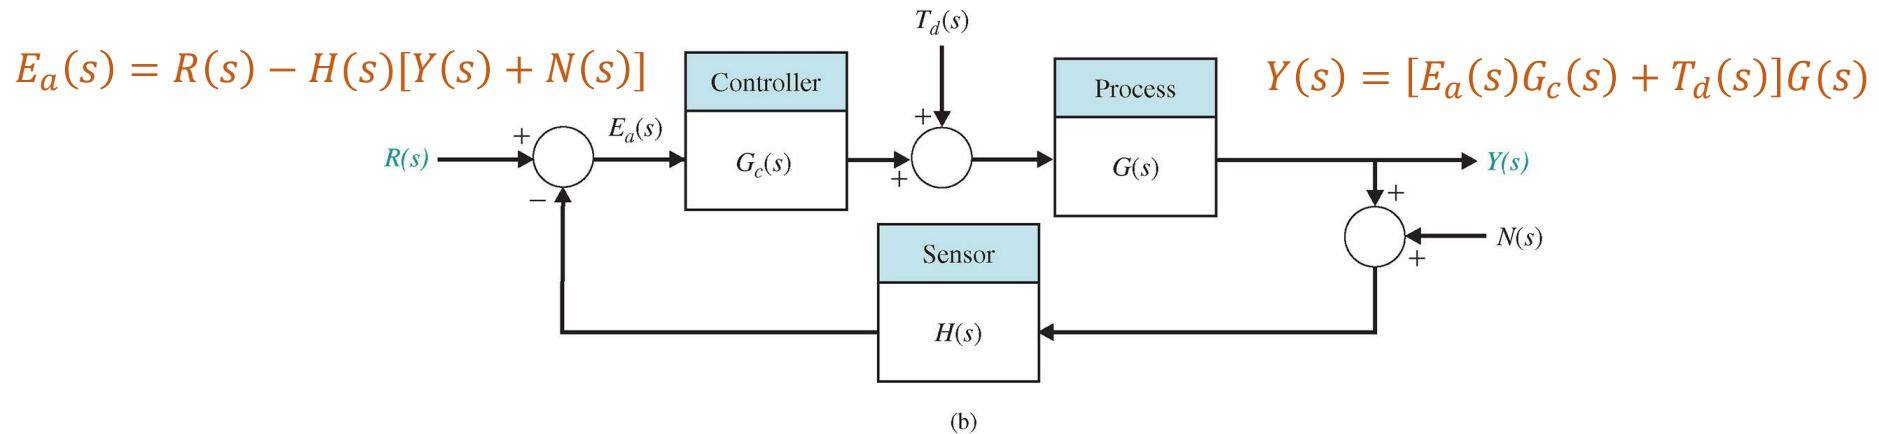 T_d(s)
E_a(s) = R(s) − H(s)[Y(s) + N(s)]
Y(s) = [E_a(s)G_c(s) + T_d(s)]G(s)
Controller
Process
+
+
E_a(s)
R(s)
G_c(s)
G(s)
Y(s)
+
−
+
Sensor
N(s)
+
H(s)
(b)